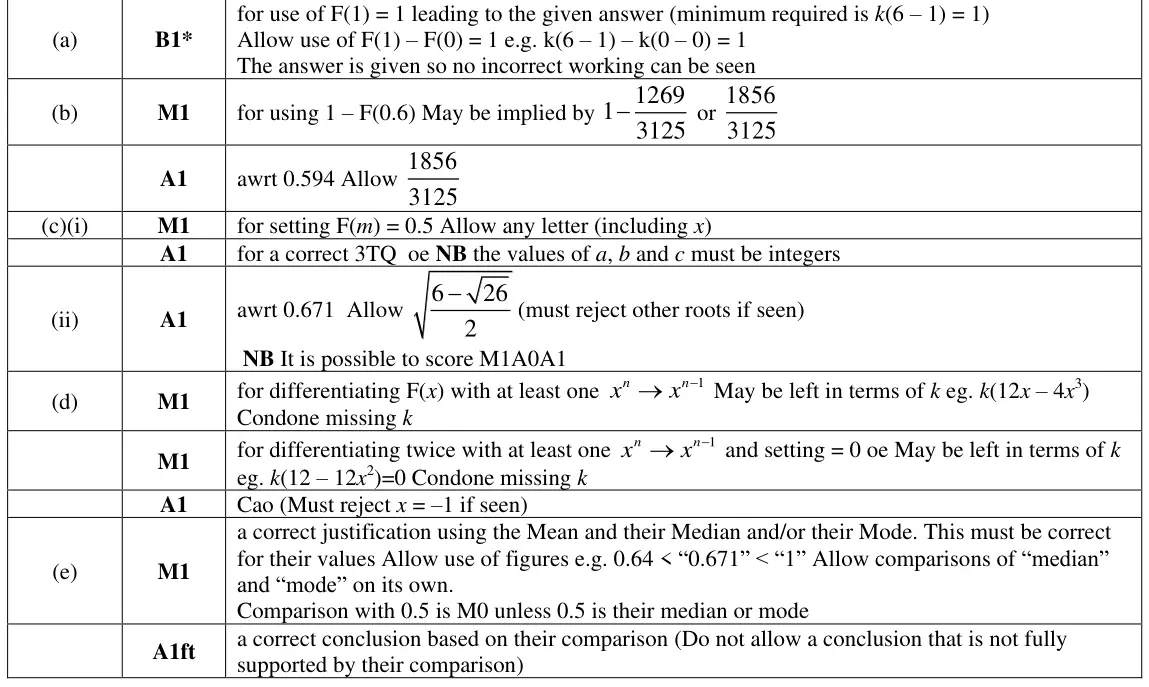 for use of F(1) = 1 leading to the given answer (minimum required is k(6 – 1) = 1)
(a) B1* Allow use of F(1) – F(0) = 1 e.g. k(6 – 1) – k(0 – 0) = 1
The answer is given so no incorrect working can be seen
(b) M1 for using 1 – F(0.6) May be implied by 1 – 1269/3125 or 1856/3125
A1 awrt 0.594 Allow 1856/3125
(c)(i) M1 for setting F(m) = 0.5 Allow any letter (including x)
A1 for a correct 3TQ oe NB the values of a, b and c must be integers
(ii) A1 awrt 0.671 Allow √((6 – √26)/2) (must reject other roots if seen)
NB It is possible to score M1A0A1
(d) M1 for differentiating F(x) with at least one xⁿ → xⁿ⁻¹ May be left in terms of k eg. k(12x – 4x³)
Condone missing k
M1 for differentiating twice with at least one xⁿ → xⁿ⁻¹ and setting = 0 oe May be left in terms of k
eg. k(12 – 12x²)=0 Condone missing k
A1 Cao (Must reject x = –1 if seen)
a correct justification using the Mean and their Median and/or their Mode. This must be correct
(e) M1 for their values Allow use of figures e.g. 0.64 < “0.671” < “1” Allow comparisons of “median”
and “mode” on its own.
Comparison with 0.5 is M0 unless 0.5 is their median or mode
A1ft a correct conclusion based on their comparison (Do not allow a conclusion that is not fully
supported by their comparison)